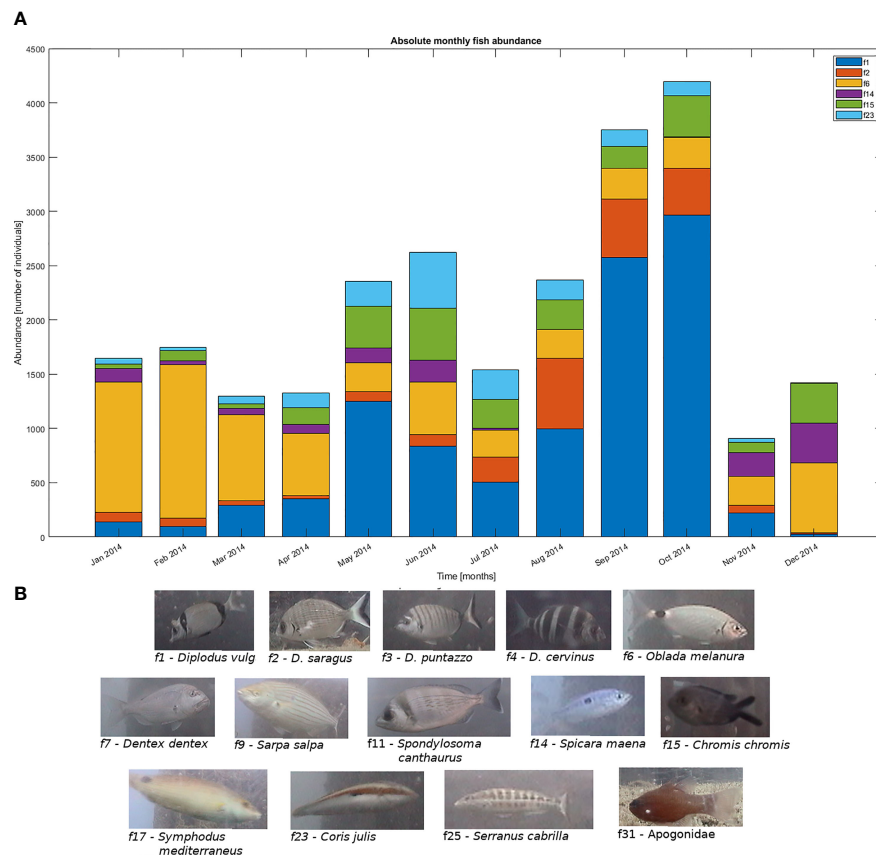 A
Absolute monthly fish abundance
4500
4000
3500
3000
2500
2000
1500
1000
500
0
Abundance [number of individuals]
f1
f2
f6
f14
f15
f23
Jan 2014
Feb 2014
Mar 2014
Apr 2014
May 2014
Jun 2014
Jul 2014
Aug 2014
Sep 2014
Oct 2014
Nov 2014
Dec 2014
Time [months]
B
f1 - Diplodus vulg
f2 - D. saragus
f3 - D. puntazzo
f4 - D. cervinus
f6 - Oblada melanura
f7 - Dentex dentex
f9 - Sarpa salpa
f11 - Spondylosoma
canthaurus
f14 - Spicara maena
f15 - Chromis chromis
f17 - Symphodus
mediterraneus
f23 - Coris julis
f25 - Serranus cabrilla
f31 - Apogonidae